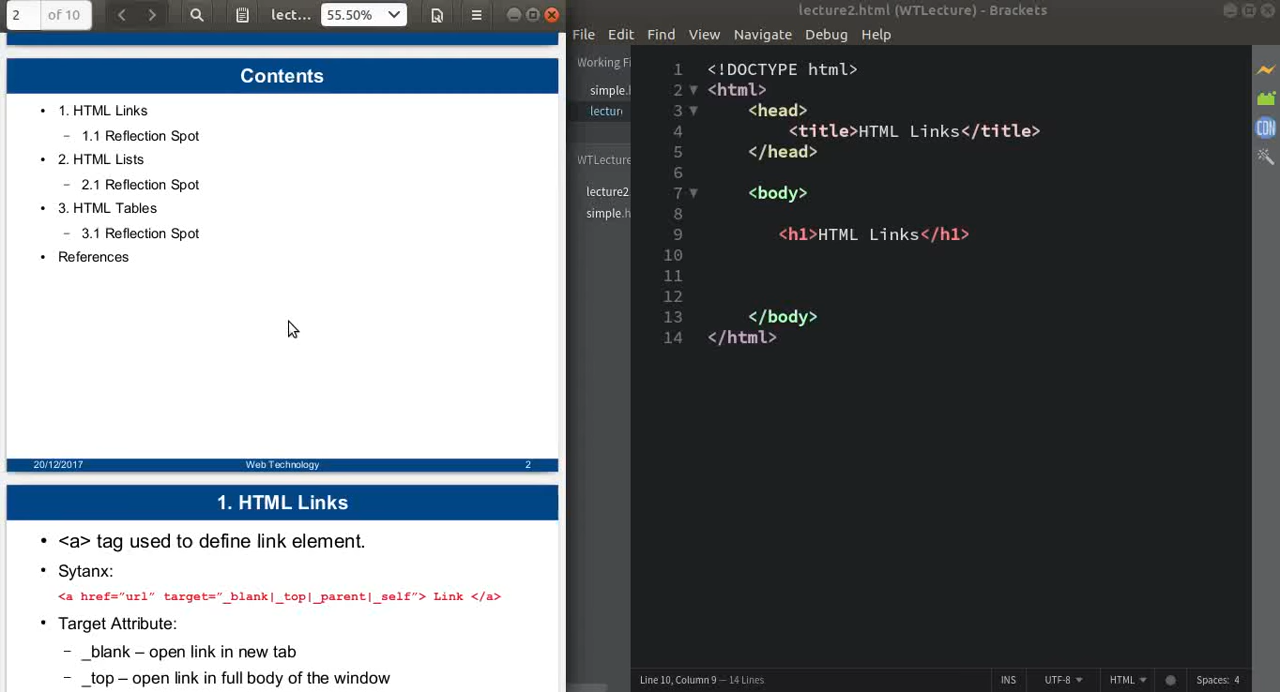 2 of 10 lect... 55.50%
Contents
• 1. HTML Links
– 1.1 Reflection Spot
• 2. HTML Lists
– 2.1 Reflection Spot
• 3. HTML Tables
– 3.1 Reflection Spot
• References
20/12/2017 Web Technology 2
1. HTML Links
• <a> tag used to define link element.
• Sytanx:
<a href=”url” target=”_blank|_top|_parent|_self”> Link </a>
• Target Attribute:
– _blank – open link in new tab
– _top – open link in full body of the window
lecture2.html (WTLecture) - Brackets
File Edit Find View Navigate Debug Help
Working Fi
simple.h
lectur
WTLecture
lecture2.
simple.h
1 <!DOCTYPE html>
2 <html>
3 <head>
4 <title>HTML Links</title>
5 </head>
6
7 <body>
8
9 <h1>HTML Links</h1>
10
11
12
13 </body>
14 </html>
Line 10, Column 9 — 14 Lines INS UTF-8 HTML Spaces: 4